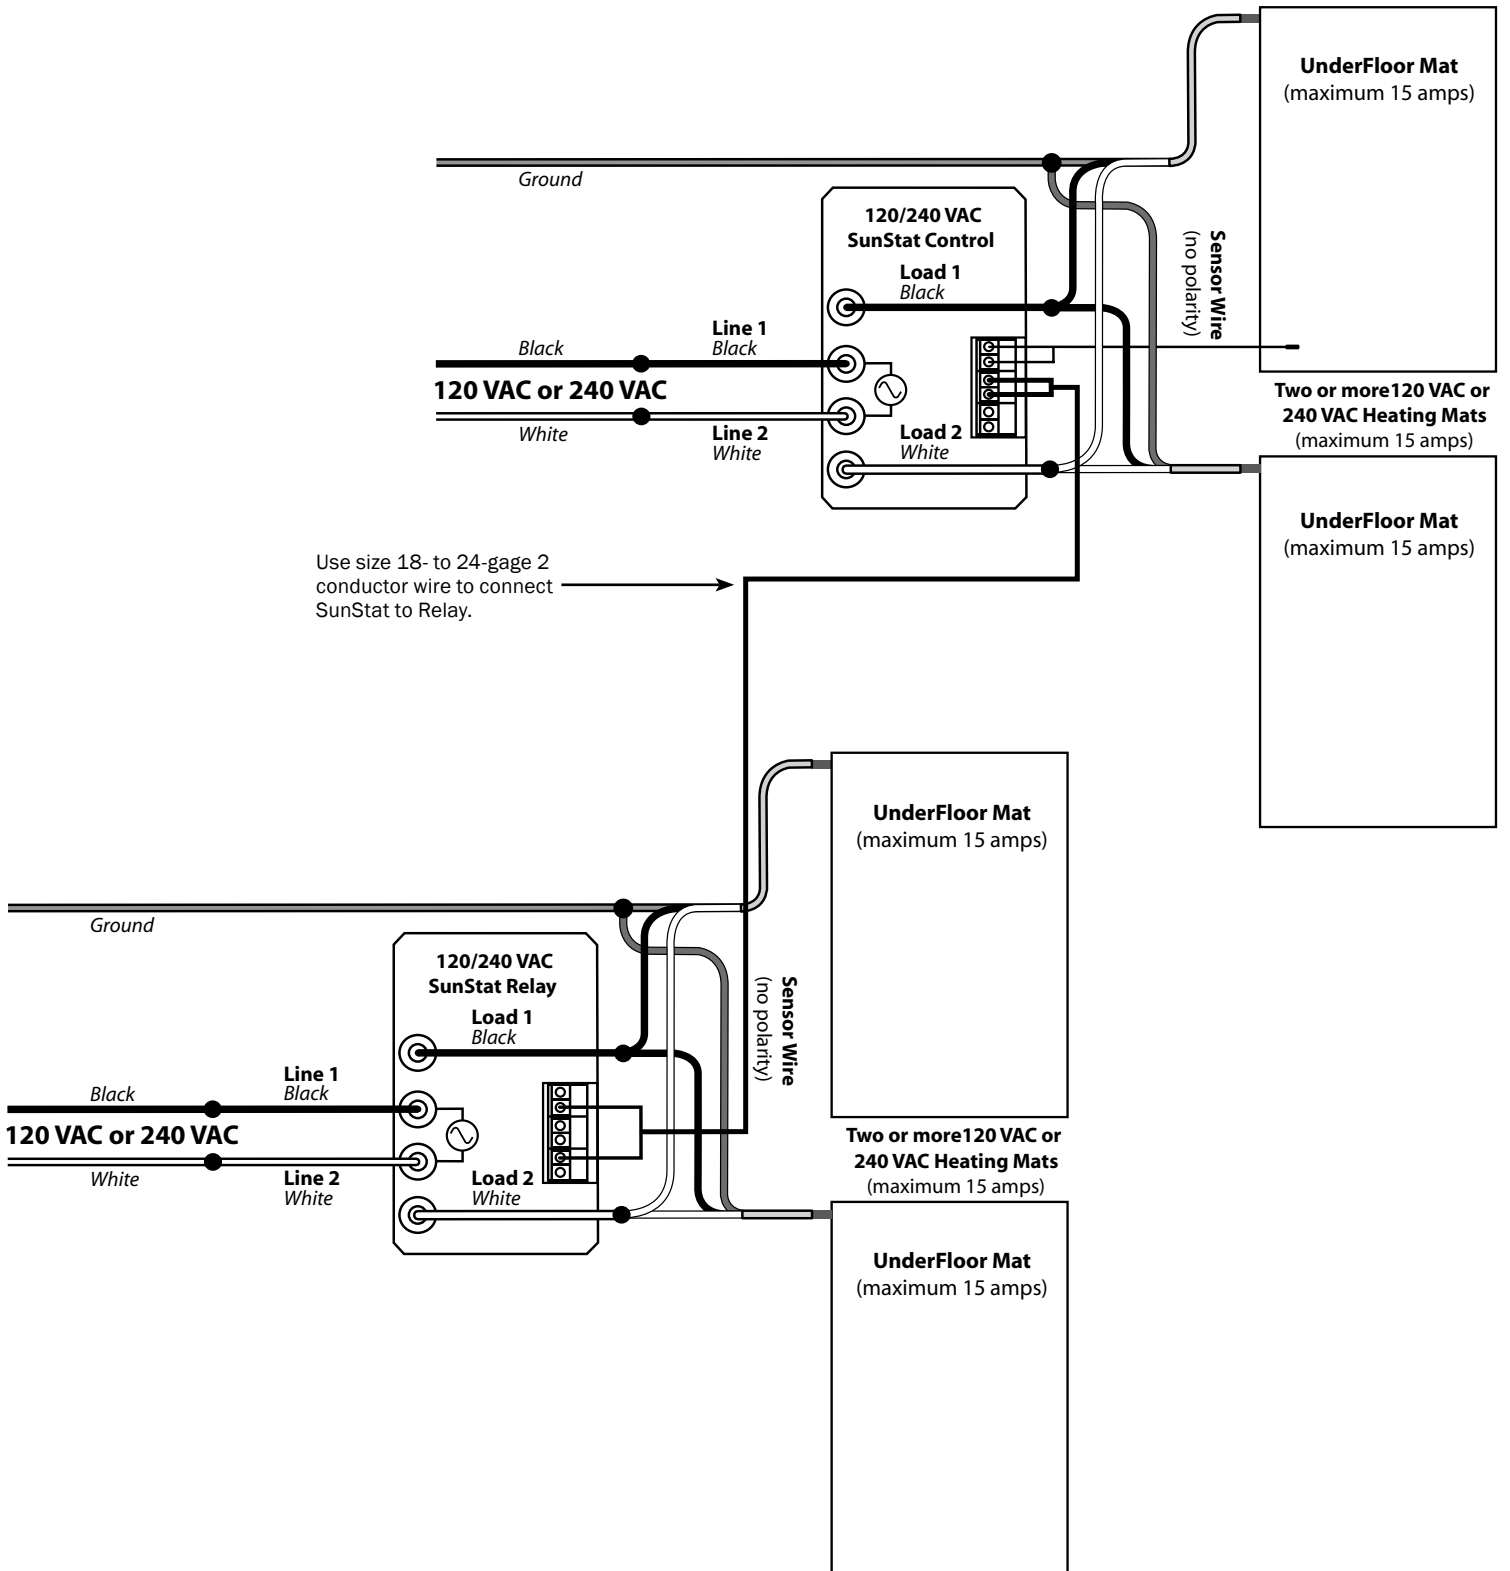 UnderFloor Mat
(maximum 15 amps)
Ground
120/240 VAC
SunStat Control
Load 1
Black
Sensor Wire
(no polarity)
Line 1
Black
Black
120 VAC or 240 VAC
White
Line 2
White
Load 2
White
Two or more120 VAC or
240 VAC Heating Mats
(maximum 15 amps)
UnderFloor Mat
(maximum 15 amps)
Use size 18- to 24-gage 2
conductor wire to connect
SunStat to Relay.
UnderFloor Mat
(maximum 15 amps)
Ground
120/240 VAC
SunStat Relay
Load 1
Black
Sensor Wire
(no polarity)
Line 1
Black
Black
120 VAC or 240 VAC
White
Line 2
White
Load 2
White
Two or more120 VAC or
240 VAC Heating Mats
(maximum 15 amps)
UnderFloor Mat
(maximum 15 amps)